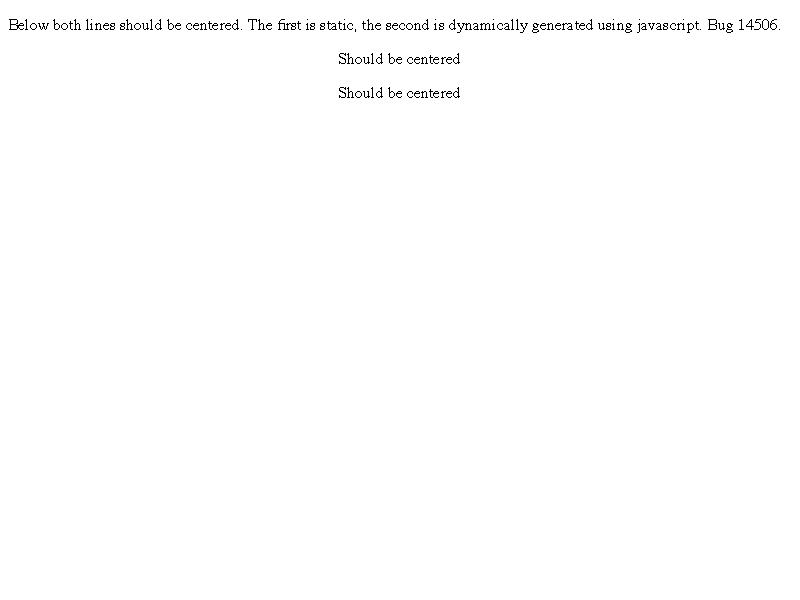 Below both lines should be centered. The first is static, the second is dynamically generated using javascript. Bug 14506.
Should be centered
Should be centered